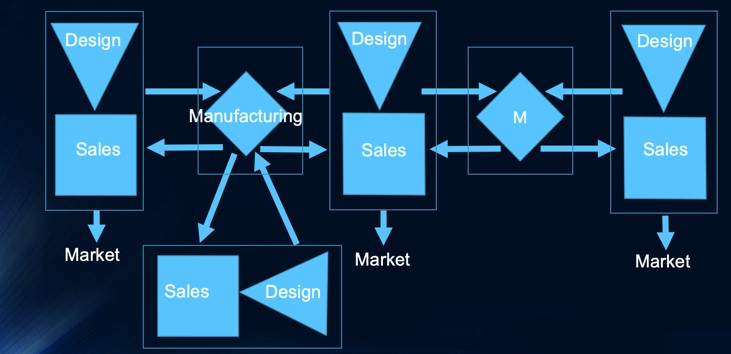 Design
Design
Design
Manufacturing
M
Sales
Sales
Sales
Market
Market
Market
Sales
Design